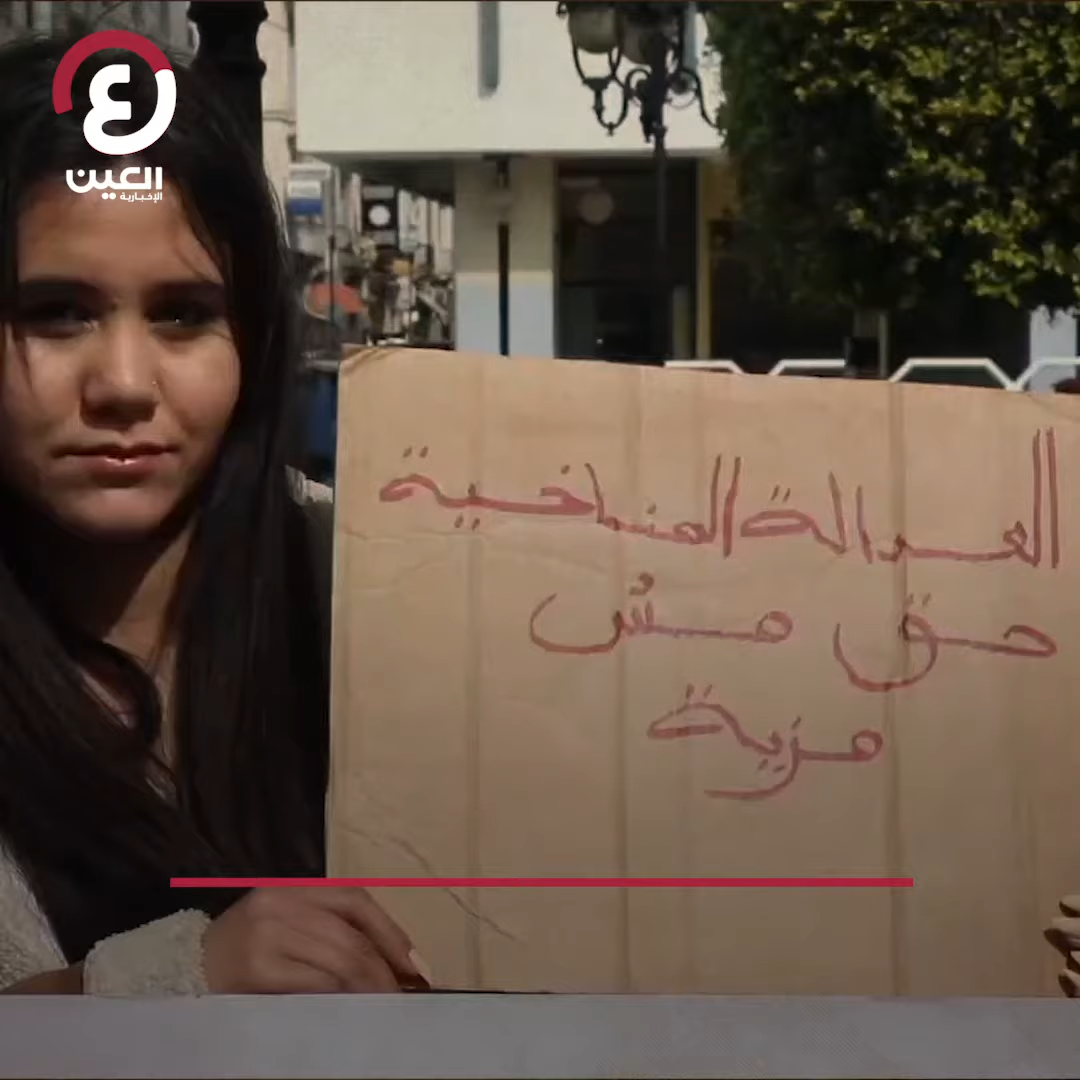 ع
العين
الإخبارية
العدالة المناخية
حق مش
مزية